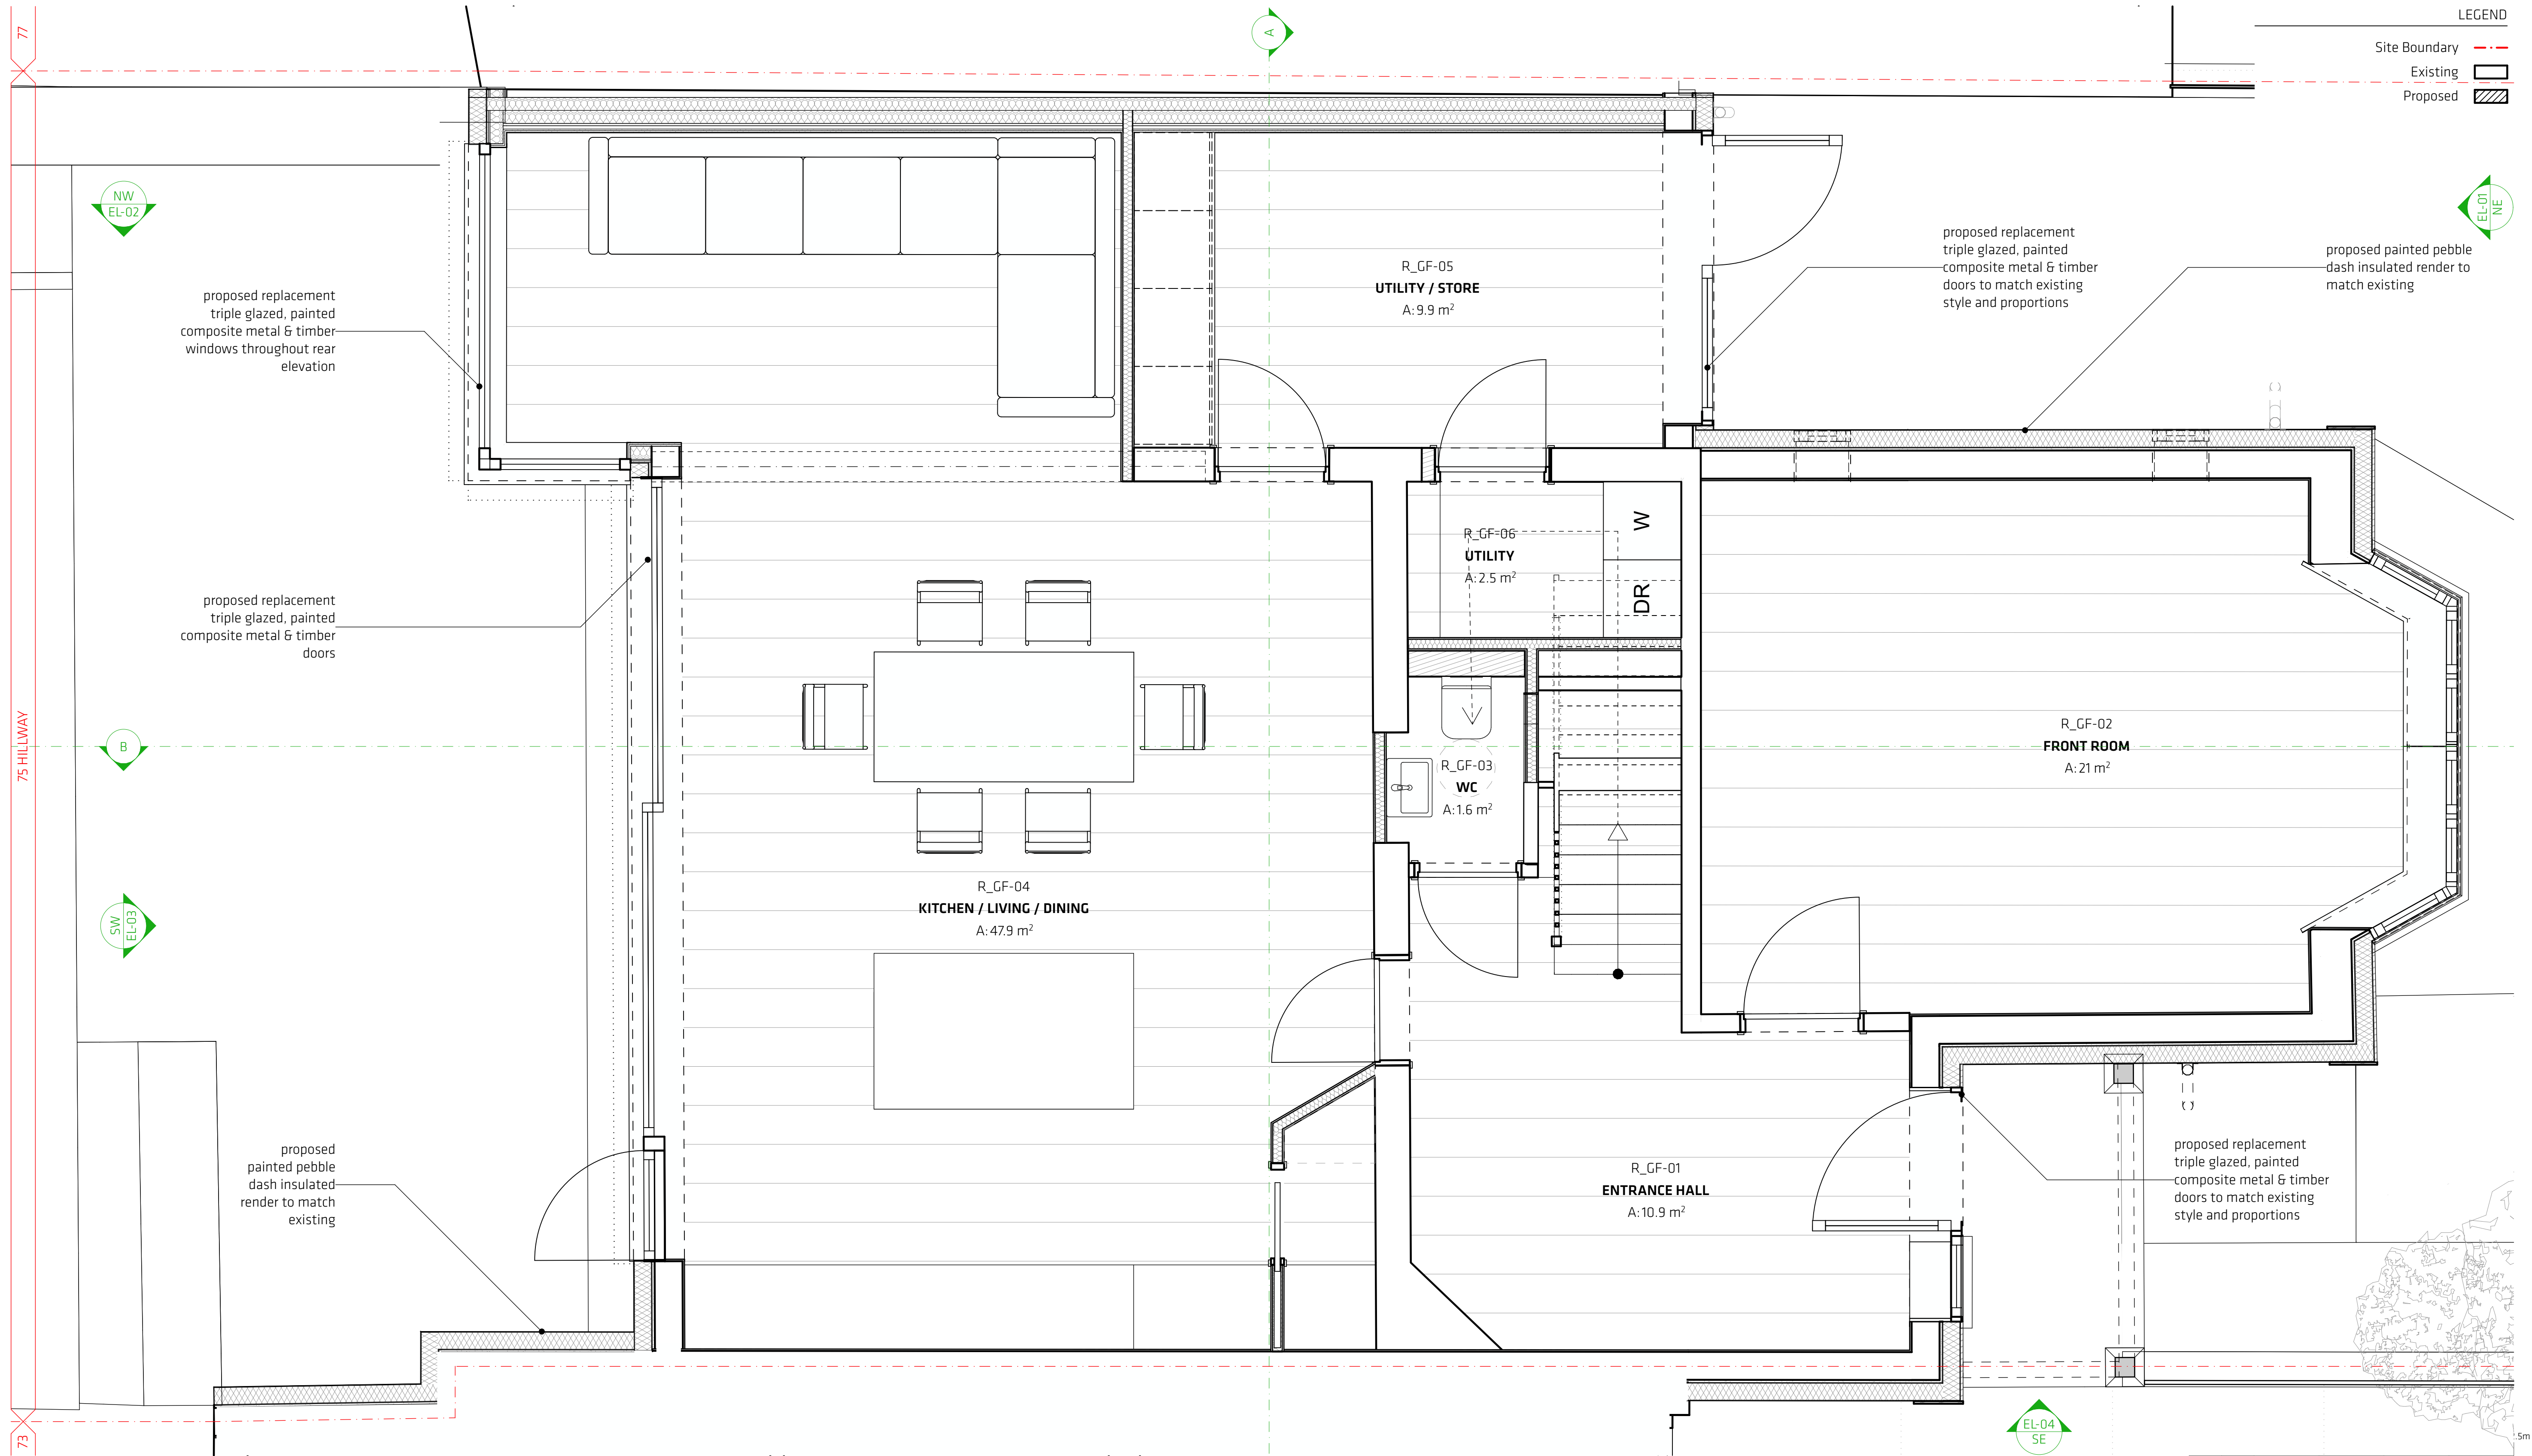 LEGEND
Site Boundary
Existing
Proposed
77
A
NW
EL-02
EL-01
NE
proposed replacement
triple glazed, painted
composite metal & timber
windows throughout rear
elevation
R_GF-05
UTILITY / STORE
A: 9.9 m²
proposed replacement
triple glazed, painted
composite metal & timber
doors to match existing
style and proportions
proposed painted pebble
dash insulated render to
match existing
proposed replacement
triple glazed, painted
composite metal & timber
doors
R_GF-06
UTILITY
A: 2.5 m²
W
DR
75 HILLWAY
B
R_GF-03
WC
A: 1.6 m²
R_GF-02
FRONT ROOM
A: 21 m²
R_GF-04
KITCHEN / LIVING / DINING
A: 47.9 m²
SW
EL-03
proposed
painted pebble
dash insulated
render to match
existing
R_GF-01
ENTRANCE HALL
A: 10.9 m²
proposed replacement
triple glazed, painted
composite metal & timber
doors to match existing
style and proportions
73
EL-04
SE
.5m